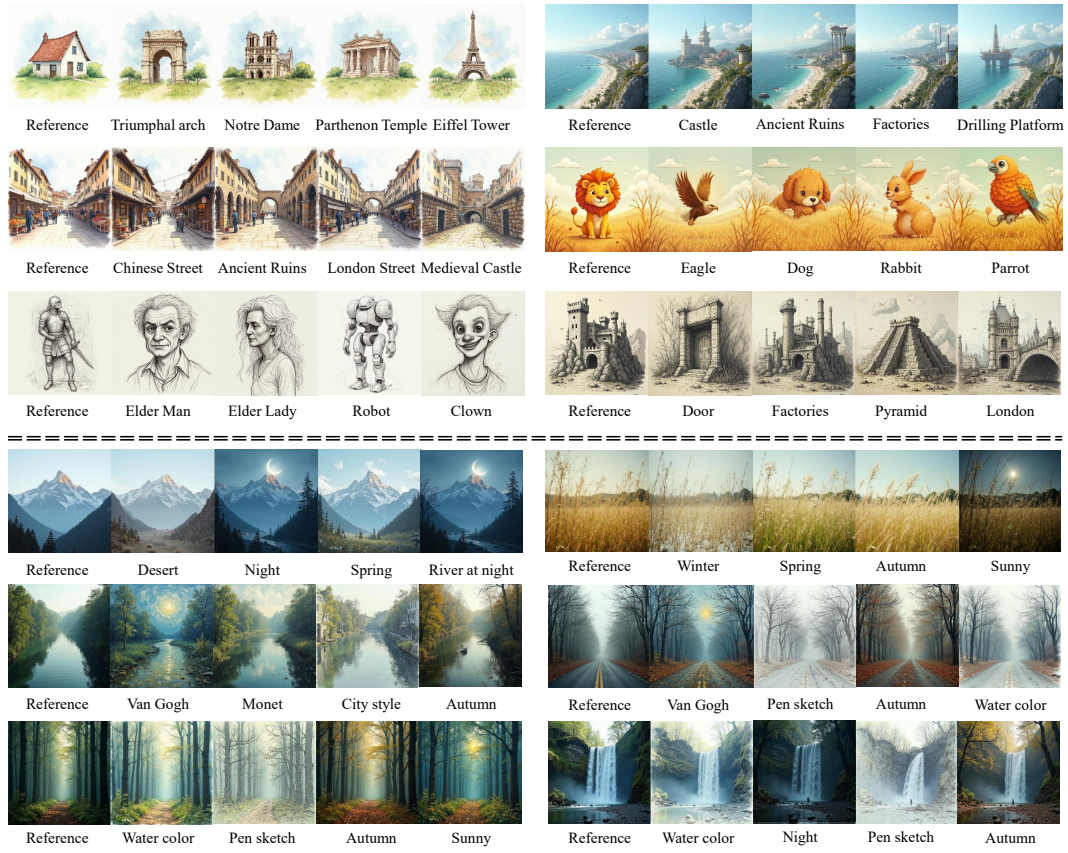 Reference Triumphal arch Notre Dame Parthenon Temple Eiffel Tower
Reference Castle Ancient Ruins Factories Drilling Platform
Reference Chinese Street Ancient Ruins London Street Medieval Castle
Reference Eagle Dog Rabbit Parrot
Reference Elder Man Elder Lady Robot Clown
Reference Door Factories Pyramid London
Reference Desert Night Spring River at night
Reference Winter Spring Autumn Sunny
Reference Van Gogh Monet City style Autumn
Reference Van Gogh Pen sketch Autumn Water color
Reference Water color Pen sketch Autumn Sunny
Reference Water color Night Pen sketch Autumn